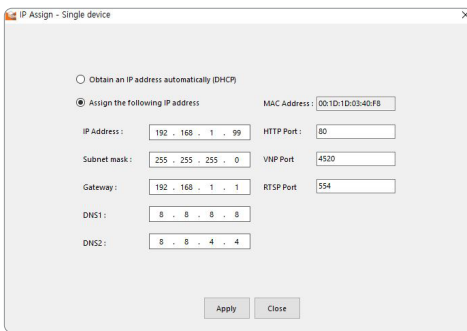 IP Assign - Single device
Obtain an IP address automatically (DHCP)
Assign the following IP address
MAC Address : 00:1D:1D:03:40:F8
IP Address : 192 . 168 . 1 . 99
HTTP Port : 80
Subnet mask : 255 . 255 . 255 . 0
VNP Port 4520
Gateway : 192 . 168 . 1 . 1
RTSP Port 554
DNS1 : 8 . 8 . 8 . 8
DNS2 : 8 . 8 . 4 . 4
Apply
Close